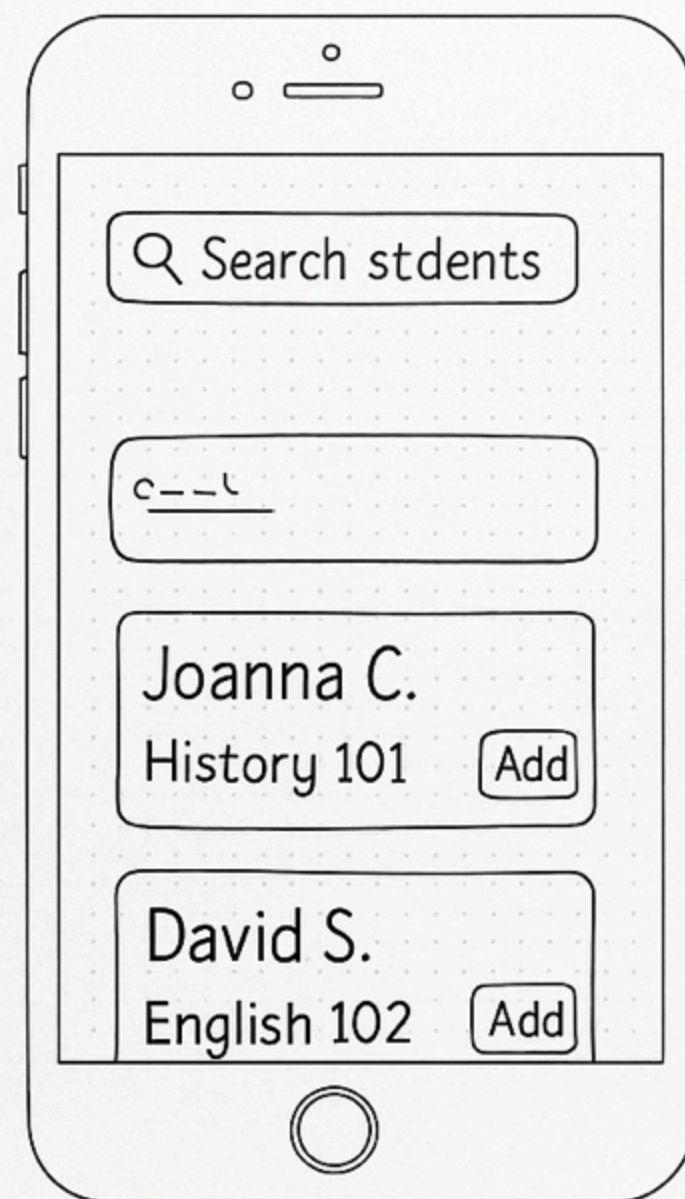 Search stdents
Joanna C.
History 101
Add
David S.
English 102
Add